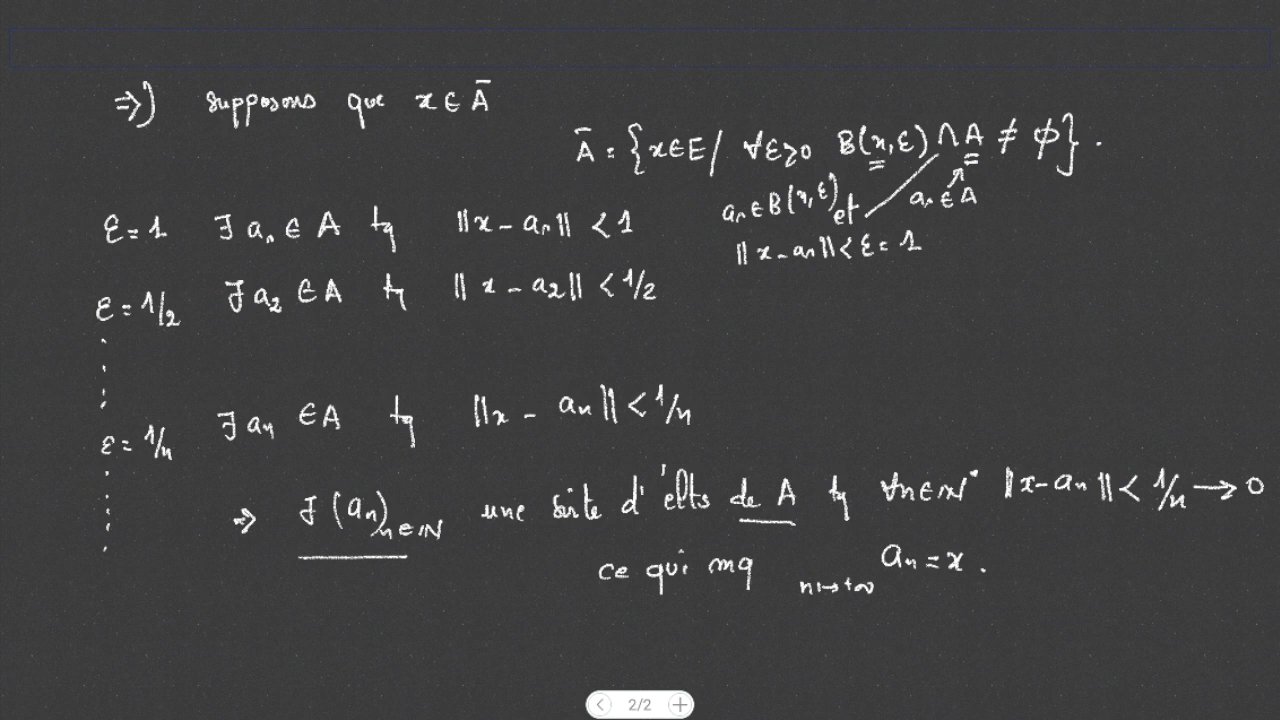 ⇒) supposons que x ∈ Ā
Ā = {x∈E / ∀ε>0 B(x,ε) ∩ A ≠ ∅}.
a₁∈B(x,ε) et a₁∈A
ε=1 ∃ a₁ ∈ A tq ||x - a₁|| < 1
||x - a₁|| < ε = 1
ε = 1/2 ∃ a₂ ∈ A tq ||x - a₂|| < 1/2
ε = 1/n ∃ aₙ ∈ A tq ||x - aₙ|| < 1/n
⇒ ∃ (aₙ)n∈ℕ une suite d'élts de A tq ∀n∈ℕ* ||x-aₙ|| < 1/n → 0
ce qui mq n→+∞ aₙ = x.
2/2